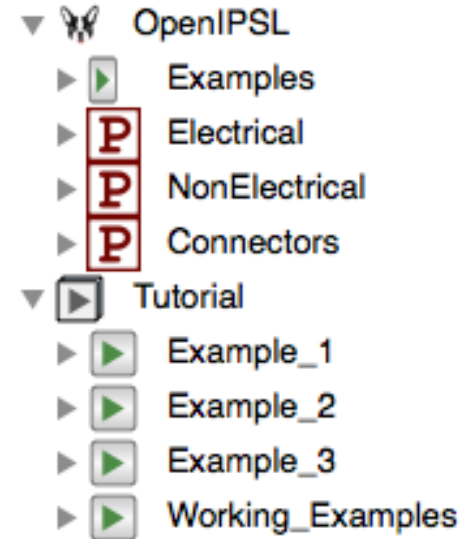 OpenIPSL
Examples
P Electrical
P NonElectrical
P Connectors
Tutorial
Example_1
Example_2
Example_3
Working_Examples